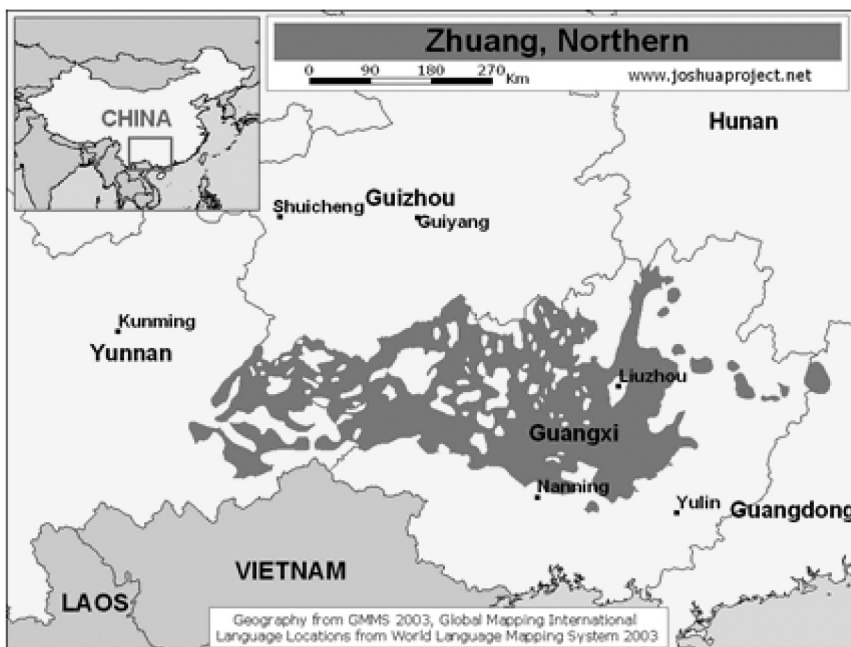 Zhuang, Northern
0 90 180 270 Km
www.joshuaproject.net
CHINA
Hunan
Guizhou
Shuicheng
Guiyang
Kunming
Yunnan
Liuzhou
Guangxi
Nanning
Yulin
Guangdong
VIETNAM
LAOS
Geography from GMMS 2003, Global Mapping International
Language Locations from World Language Mapping System 2003